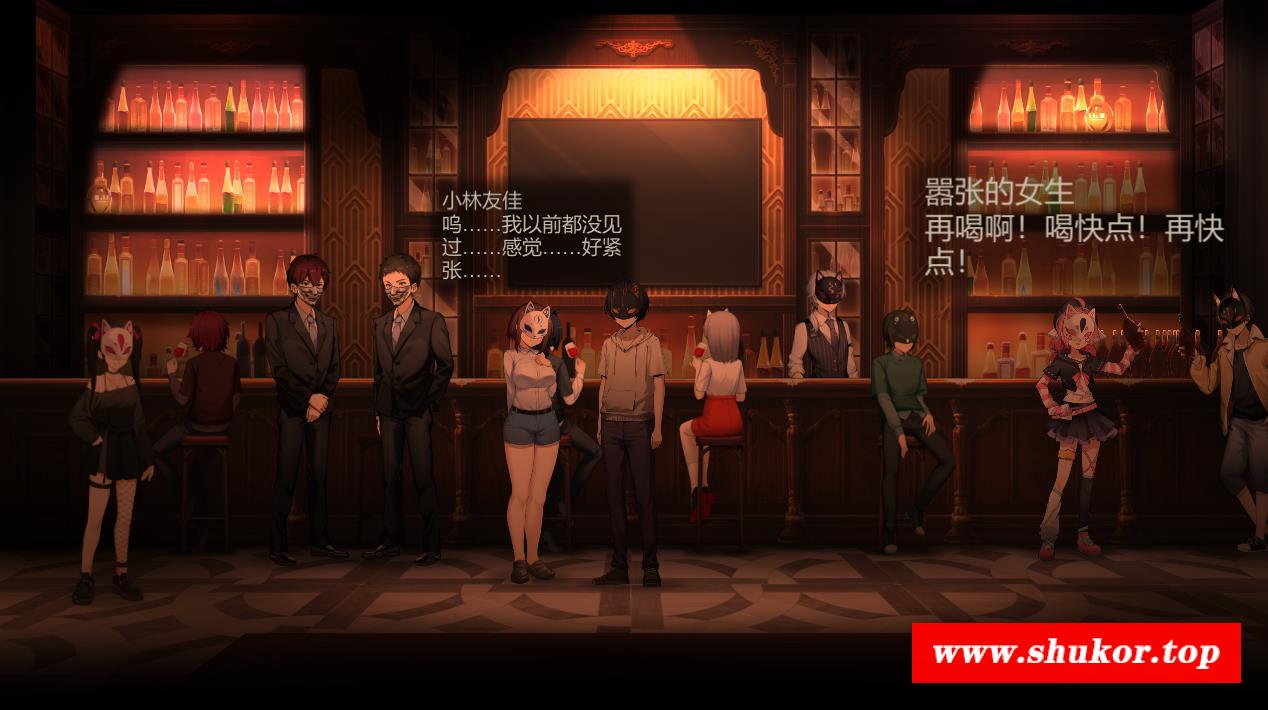 小林友佳
呜……我以前都没见
过……感觉……好紧
张……
嚣张的女生
再喝啊！喝快点！再快
点！
www.shukor.top